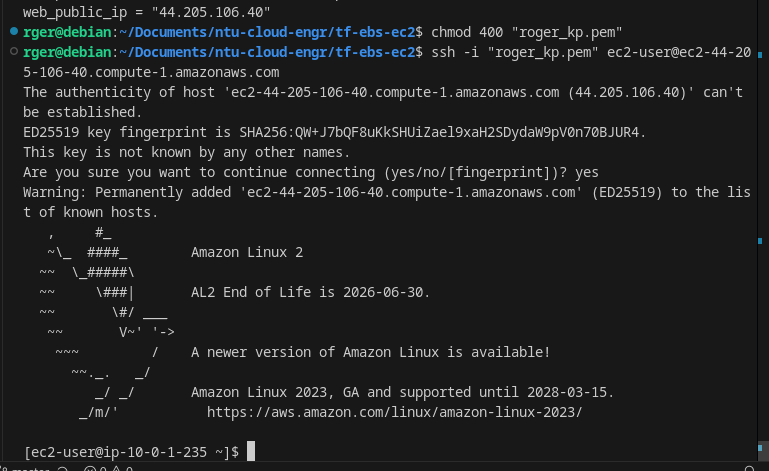 web_public_ip = "44.205.106.40"
rger@debian:~/Documents/ntu-cloud-engr/tf-ebs-ec2$ chmod 400 "roger_kp.pem"
rger@debian:~/Documents/ntu-cloud-engr/tf-ebs-ec2$ ssh -i "roger_kp.pem" ec2-user@ec2-44-20
5-106-40.compute-1.amazonaws.com
The authenticity of host 'ec2-44-205-106-40.compute-1.amazonaws.com (44.205.106.40)' can't
be established.
ED25519 key fingerprint is SHA256:QW+J7bQF8uKkSHUiZael9xaH2SDydaW9pV0n70BJUR4.
This key is not known by any other names.
Are you sure you want to continue connecting (yes/no/[fingerprint])? yes
Warning: Permanently added 'ec2-44-205-106-40.compute-1.amazonaws.com' (ED25519) to the lis
t of known hosts.
   ,     #_
   ~\_  ####_        Amazon Linux 2
  ~~  \_#####\
  ~~     \###|       AL2 End of Life is 2026-06-30.
  ~~       \#/ ___
   ~~       V~' '->
    ~~~         /    A newer version of Amazon Linux is available!
      ~~._.   _/
         _/ _/       Amazon Linux 2023, GA and supported until 2028-03-15.
       _/m/'           https://aws.amazon.com/linux/amazon-linux-2023/
[ec2-user@ip-10-0-1-235 ~]$